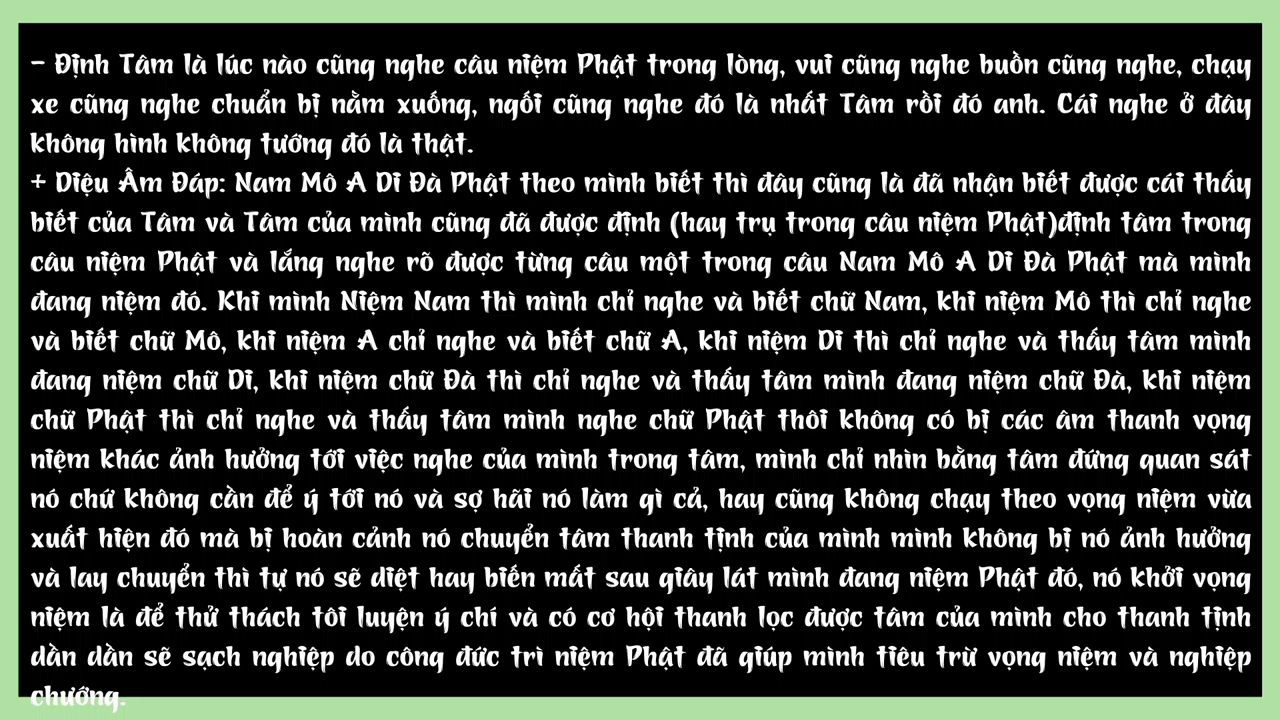 - Định Tâm là lúc nào cũng nghe câu niệm Phật trong lòng, vui cũng nghe buồn cũng nghe, chạy
xe cũng nghe chuẩn bị nằm xuống, ngồi cũng nghe đó là nhất Tâm rồi đó anh. Cái nghe ở đây
không hình không tướng đó là thật.
+ Diệu Âm Đáp: Nam Mô A Di Đà Phật theo mình biết thì đây cũng là đã nhận biết được cái thấy
biết của Tâm và Tâm của mình cũng đã được định (hay trụ trong câu niệm Phật)định tâm trong
câu niệm Phật và lắng nghe rõ được từng câu một trong câu Nam Mô A Di Đà Phật mà mình
đang niệm đó. Khi mình Niệm Nam thì mình chỉ nghe và biết chữ Nam, khi niệm Mô thì chỉ nghe
và biết chữ Mô, khi niệm A chỉ nghe và biết chữ A, khi niệm Di thì chỉ nghe và thấy tâm mình
đang niệm chữ Di, khi niệm chữ Đà thì chỉ nghe và thấy tâm mình đang niệm chữ Đà, khi niệm
chữ Phật thì chỉ nghe và thấy tâm mình nghe chữ Phật thôi không có bị các âm thanh vọng
niệm khác ảnh hưởng tới việc nghe của mình trong tâm, mình chỉ nhìn bằng tâm đứng quan sát
nó chứ không cần để ý tới nó và sợ hãi nó làm gì cả, hay cũng không chạy theo vọng niệm vừa
xuất hiện đó mà bị hoàn cảnh nó chuyển tâm thanh tịnh của mình mình không bị nó ảnh hưởng
và lay chuyển thì tự nó sẽ diệt hay biến mất sau giây lát mình đang niệm Phật đó, nó khởi vọng
niệm là để thử thách tôi luyện ý chí và có cơ hội thanh lọc được tâm của mình cho thanh tịnh
dần dần sẽ sạch nghiệp do công đức trì niệm Phật đã giúp mình tiêu trừ vọng niệm và nghiệp
chướng.